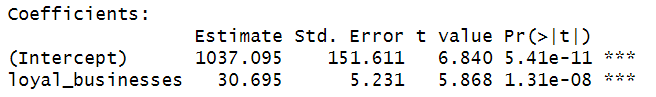 Coefficients:
Estimate Std. Error t value Pr(>|t|)
(Intercept) 1037.095 151.611 6.840 5.41e-11 ***
loyal_businesses 30.695 5.231 5.868 1.31e-08 ***